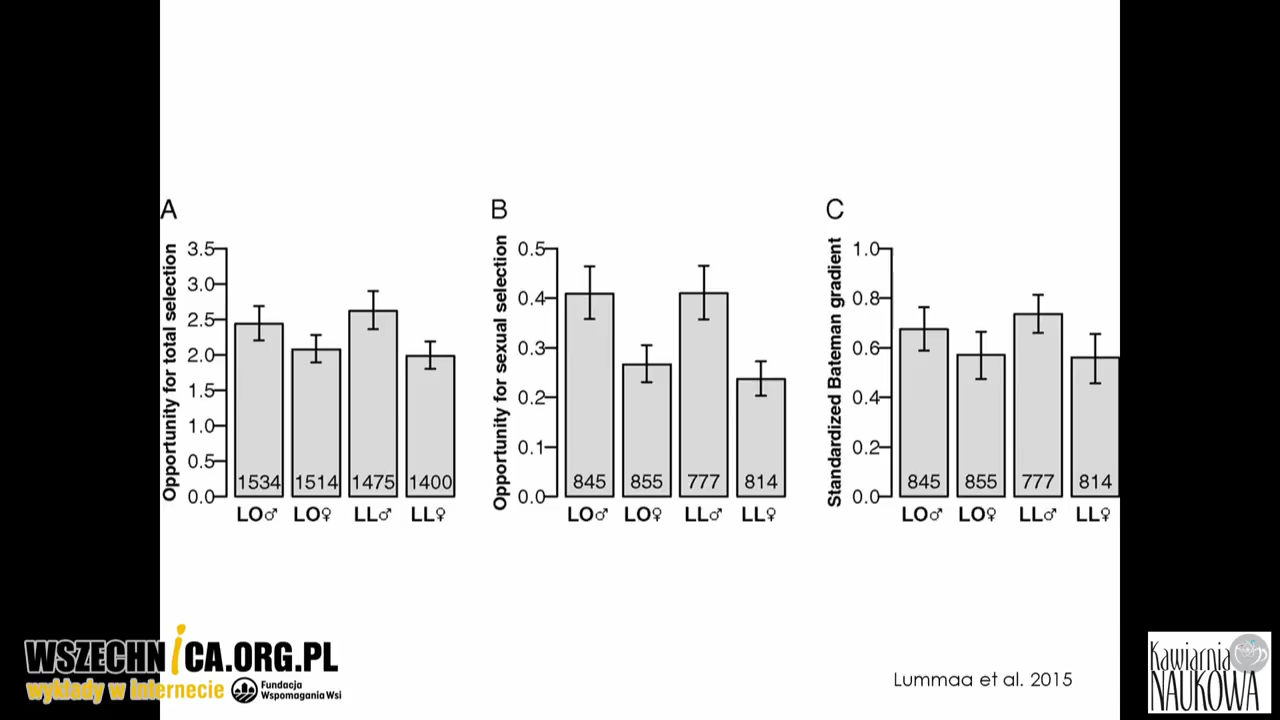 A
Opportunity for total selection
3.5
3.0
2.5
2.0
1.5
1.0
0.5
0.0
1534
1514
1475
1400
LO♂
LO♀
LL♂
LL♀
B
Opportunity for sexual selection
0.5
0.4
0.3
0.2
0.1
0.0
845
855
777
814
LO♂
LO♀
LL♂
LL♀
C
Standardized Bateman gradient
1.0
0.8
0.6
0.4
0.2
0.0
845
855
777
814
LO♂
LO♀
LL♂
LL♀
WSZECHNiCA.ORG.PL
wykłady w internecie
Fundacja
Wspomagania Wsi
Lummaa et al. 2015
Kawiarnia
NAUKOWA